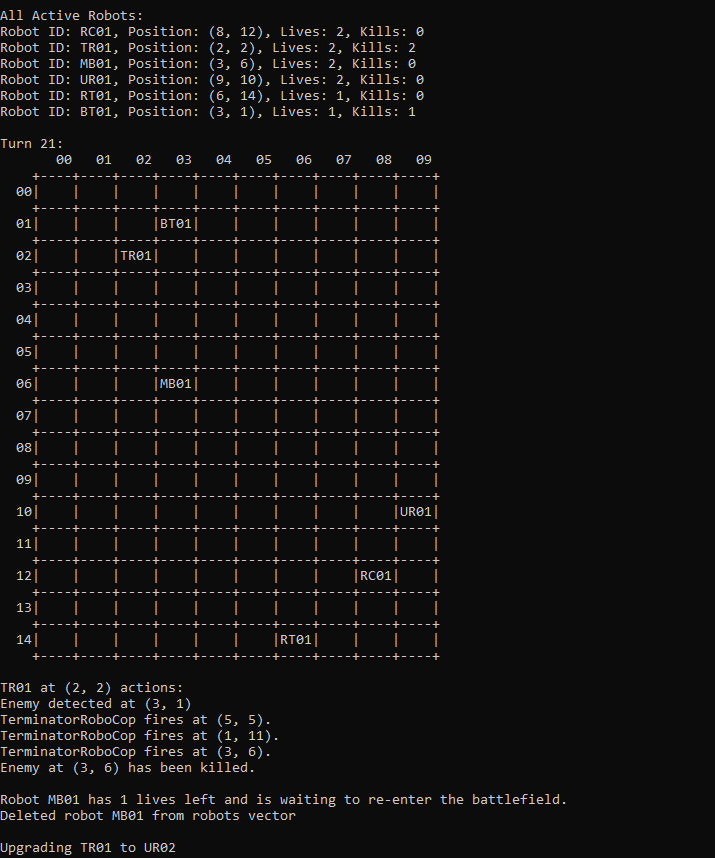 All Active Robots:
Robot ID: RC01, Position: (8, 12), Lives: 2, Kills: 0
Robot ID: TR01, Position: (2, 2), Lives: 2, Kills: 2
Robot ID: MB01, Position: (3, 6), Lives: 2, Kills: 0
Robot ID: UR01, Position: (9, 10), Lives: 2, Kills: 0
Robot ID: RT01, Position: (6, 14), Lives: 1, Kills: 0
Robot ID: BT01, Position: (3, 1), Lives: 1, Kills: 1

Turn 21:
       00   01   02   03   04   05   06   07   08   09
    +----+----+----+----+----+----+----+----+----+----+
  00|    |    |    |    |    |    |    |    |    |    |
    +----+----+----+----+----+----+----+----+----+----+
  01|    |    |    |BT01|    |    |    |    |    |    |
    +----+----+----+----+----+----+----+----+----+----+
  02|    |    |TR01|    |    |    |    |    |    |    |
    +----+----+----+----+----+----+----+----+----+----+
  03|    |    |    |    |    |    |    |    |    |    |
    +----+----+----+----+----+----+----+----+----+----+
  04|    |    |    |    |    |    |    |    |    |    |
    +----+----+----+----+----+----+----+----+----+----+
  05|    |    |    |    |    |    |    |    |    |    |
    +----+----+----+----+----+----+----+----+----+----+
  06|    |    |    |MB01|    |    |    |    |    |    |
    +----+----+----+----+----+----+----+----+----+----+
  07|    |    |    |    |    |    |    |    |    |    |
    +----+----+----+----+----+----+----+----+----+----+
  08|    |    |    |    |    |    |    |    |    |    |
    +----+----+----+----+----+----+----+----+----+----+
  09|    |    |    |    |    |    |    |    |    |    |
    +----+----+----+----+----+----+----+----+----+----+
  10|    |    |    |    |    |    |    |    |    |UR01|
    +----+----+----+----+----+----+----+----+----+----+
  11|    |    |    |    |    |    |    |    |    |    |
    +----+----+----+----+----+----+----+----+----+----+
  12|    |    |    |    |    |    |    |    |RC01|    |
    +----+----+----+----+----+----+----+----+----+----+
  13|    |    |    |    |    |    |    |    |    |    |
    +----+----+----+----+----+----+----+----+----+----+
  14|    |    |    |    |    |    |RT01|    |    |    |
    +----+----+----+----+----+----+----+----+----+----+

TR01 at (2, 2) actions:
Enemy detected at (3, 1)
TerminatorRoboCop fires at (5, 5).
TerminatorRoboCop fires at (1, 11).
TerminatorRoboCop fires at (3, 6).
Enemy at (3, 6) has been killed.

Robot MB01 has 1 lives left and is waiting to re-enter the battlefield.
Deleted robot MB01 from robots vector

Upgrading TR01 to UR02